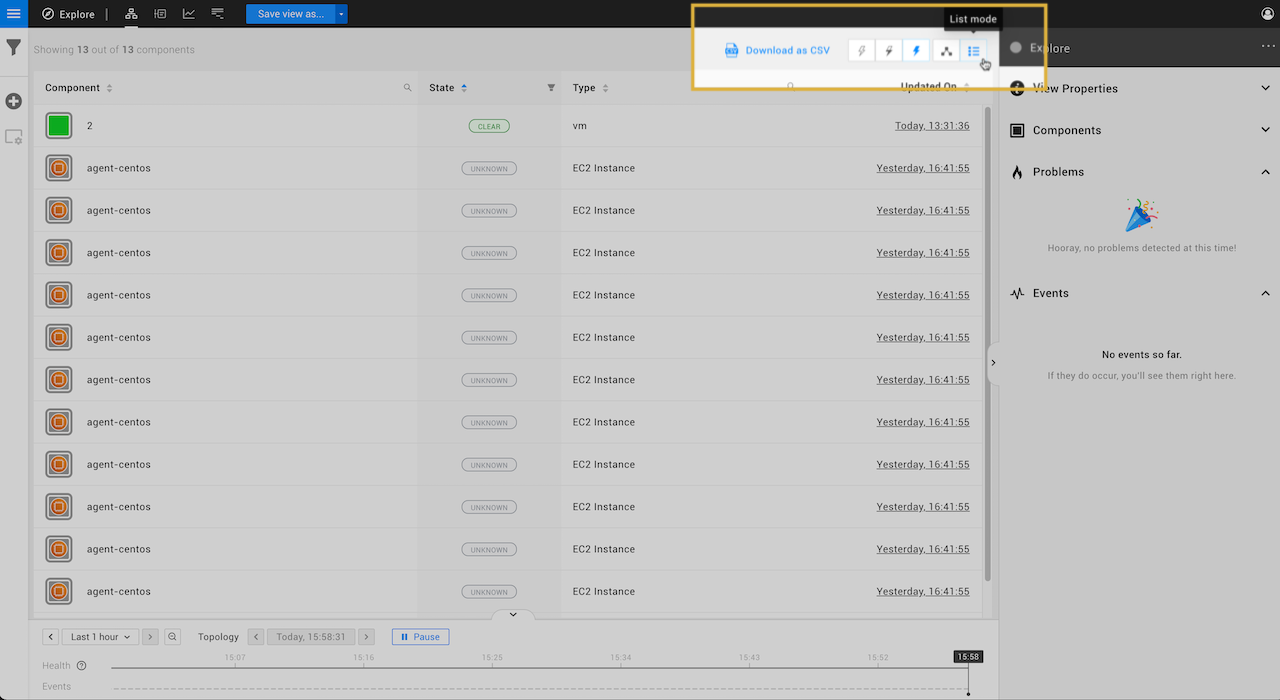 Explore
Save view as...
List mode
Showing 13 out of 13 components
CSV Download as CSV
Explore
Component State Type Updated On
View Properties
2 CLEAR vm Today, 13:31:36
Components
agent-centos UNKNOWN EC2 Instance Yesterday, 16:41:55
Problems
agent-centos UNKNOWN EC2 Instance Yesterday, 16:41:55
Hooray, no problems detected at this time!
agent-centos UNKNOWN EC2 Instance Yesterday, 16:41:55
agent-centos UNKNOWN EC2 Instance Yesterday, 16:41:55
Events
agent-centos UNKNOWN EC2 Instance Yesterday, 16:41:55
No events so far.
agent-centos UNKNOWN EC2 Instance Yesterday, 16:41:55
If they do occur, you'll see them right here.
agent-centos UNKNOWN EC2 Instance Yesterday, 16:41:55
agent-centos UNKNOWN EC2 Instance Yesterday, 16:41:55
agent-centos UNKNOWN EC2 Instance Yesterday, 16:41:55
agent-centos UNKNOWN EC2 Instance Yesterday, 16:41:55
agent-centos UNKNOWN EC2 Instance Yesterday, 16:41:55
Last 1 hour Topology Today, 15:58:31 Pause
15:07 15:16 15:25 15:34 15:43 15:52 15:58
Health
Events